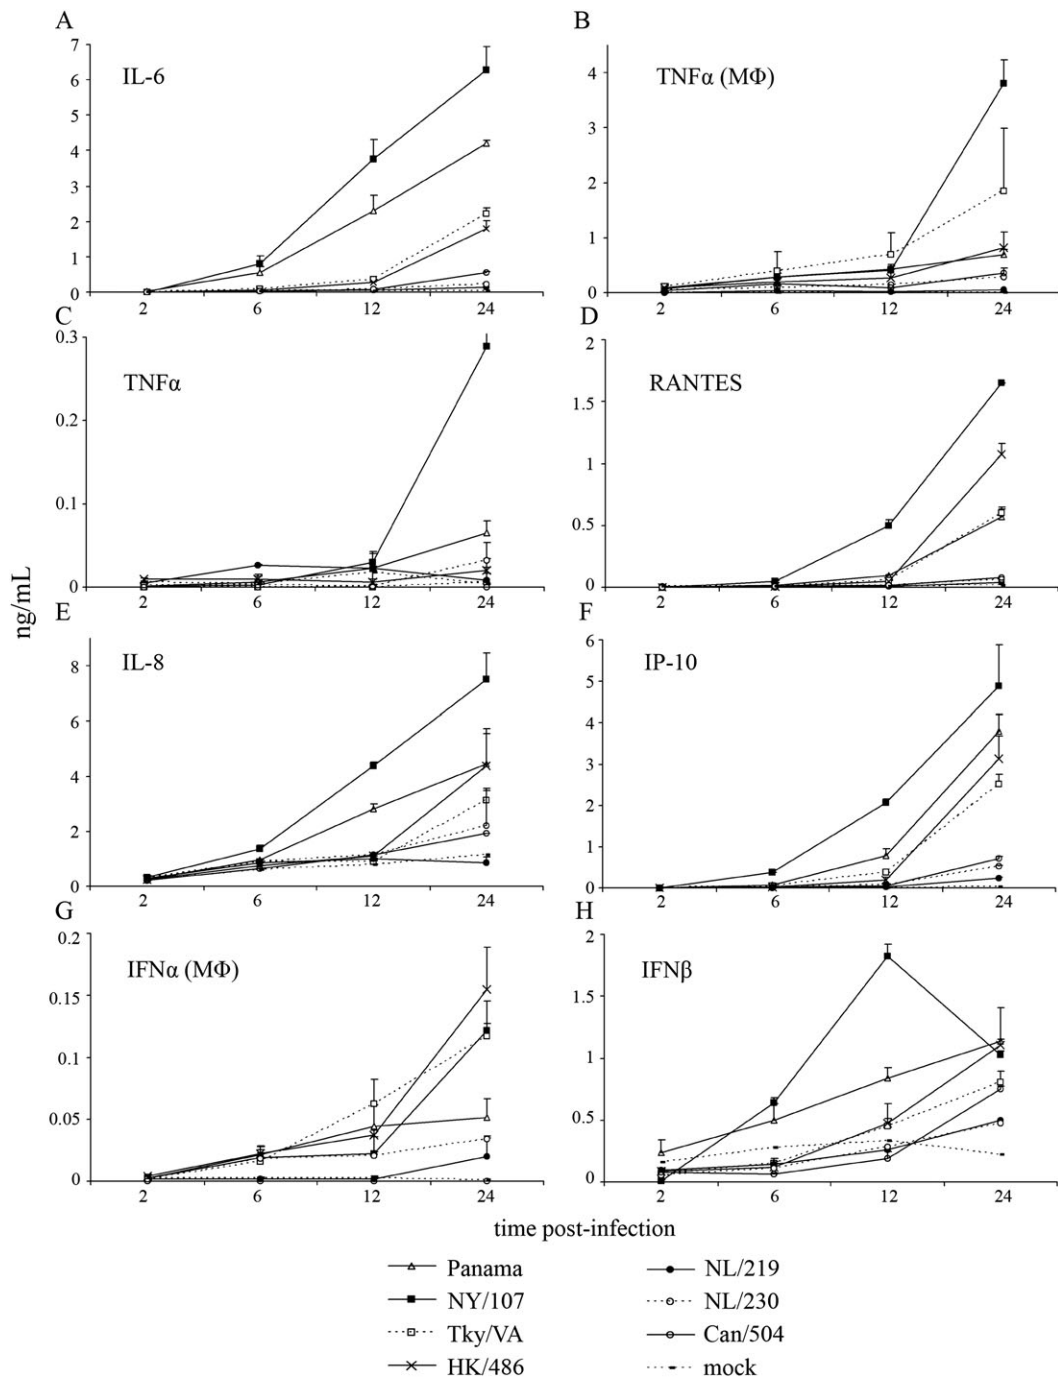 A
B
7
6
5
4
3
2
1
0
IL-6
2
6
12
24
4
3
2
1
0
TNFα (MΦ)
2
6
12
24
C
D
0.3
0.2
0.1
0
TNFα
2
6
12
24
2
1.5
1
0.5
0
RANTES
2
6
12
24
ng/mL
E
F
8
6
4
2
0
IL-8
2
6
12
24
6
5
4
3
2
1
0
IP-10
2
6
12
24
G
H
0.2
0.15
0.1
0.05
0
IFNα (MΦ)
2
6
12
24
2
1.5
1
0.5
0
IFNβ
2
6
12
24
time post-infection
Panama
NY/107
Tky/VA
HK/486
NL/219
NL/230
Can/504
mock